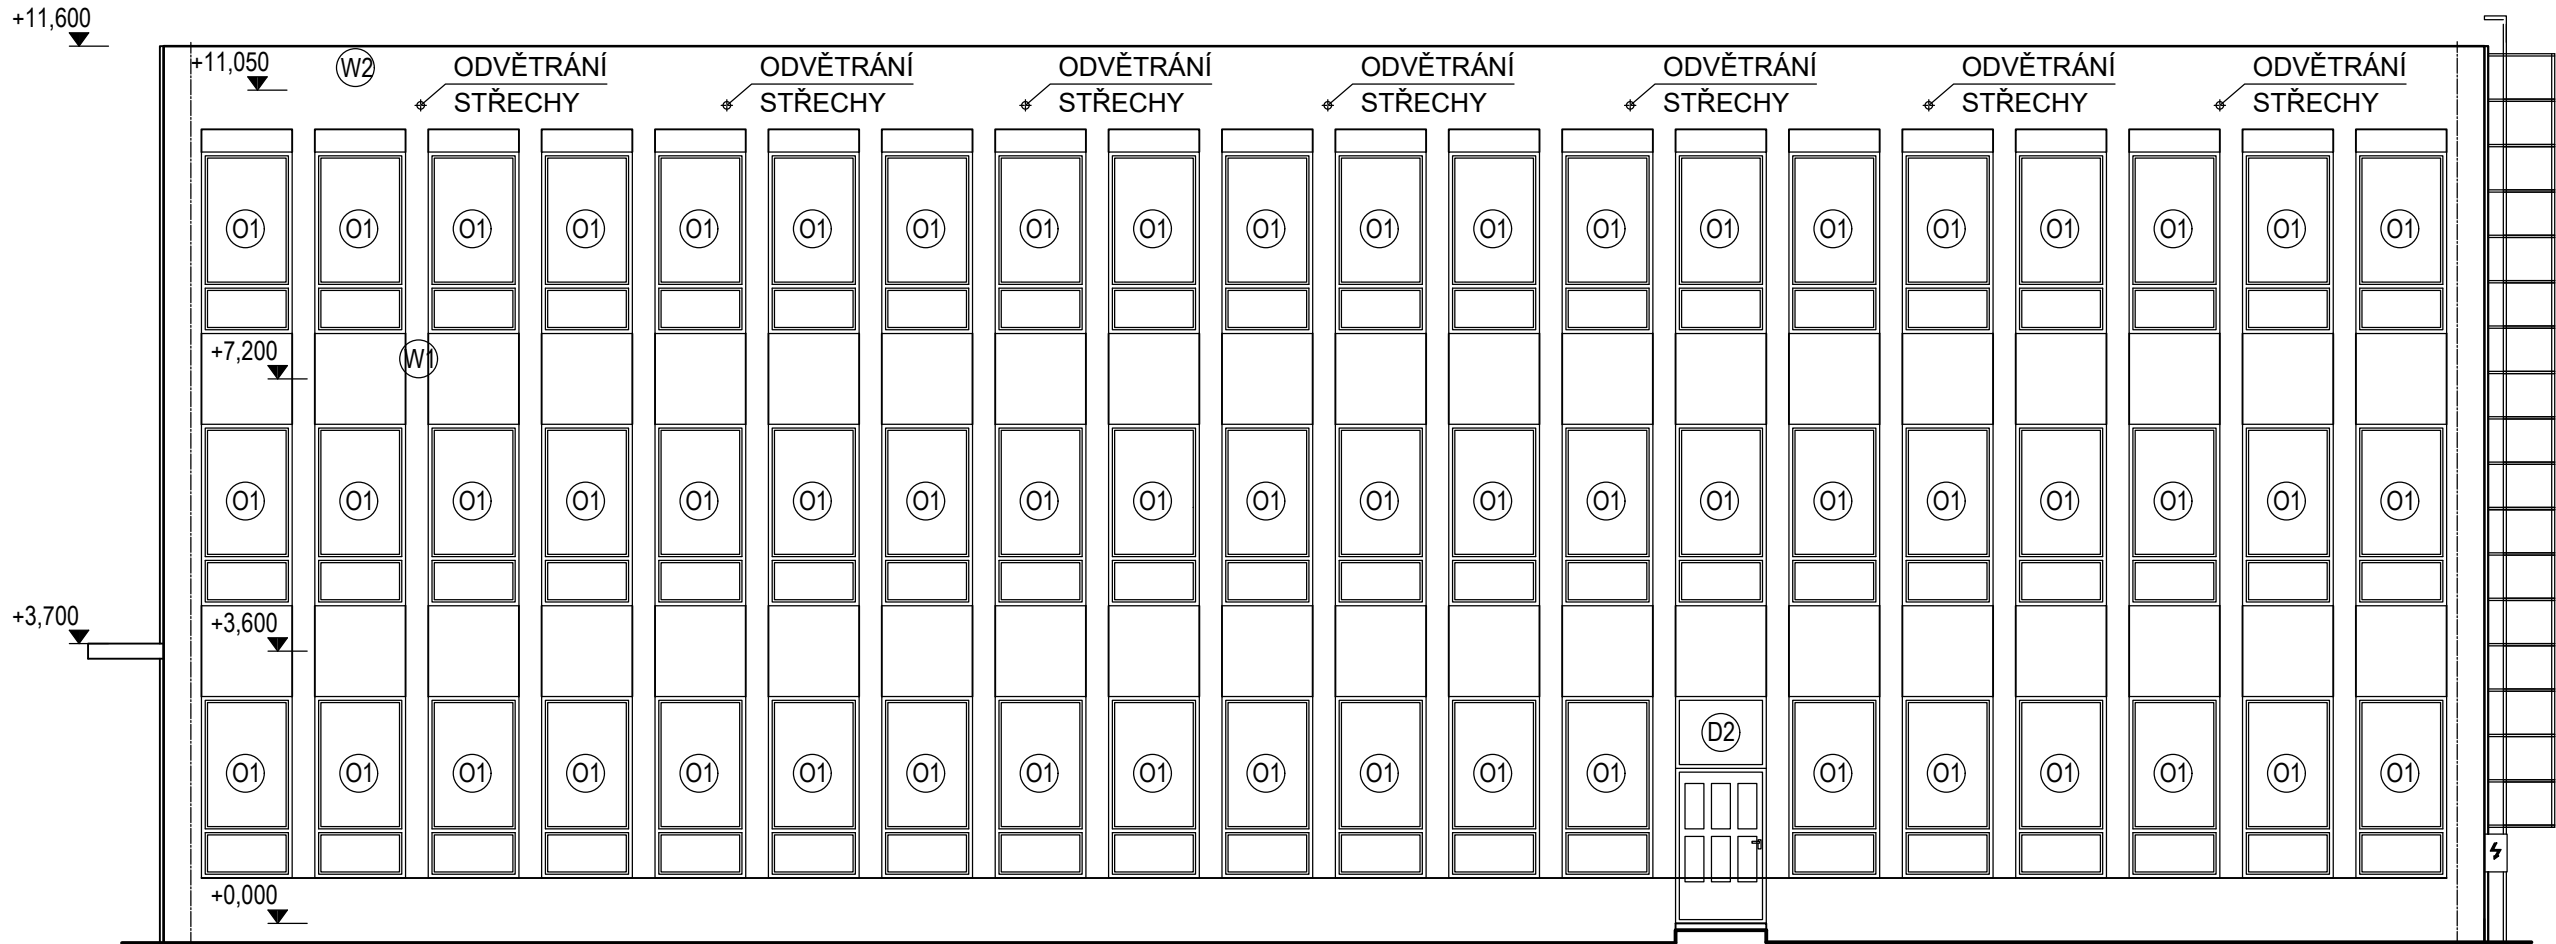 +11,600
+11,050
W2
ODVĚTRÁNÍ
STŘECHY
ODVĚTRÁNÍ
STŘECHY
ODVĚTRÁNÍ
STŘECHY
ODVĚTRÁNÍ
STŘECHY
ODVĚTRÁNÍ
STŘECHY
ODVĚTRÁNÍ
STŘECHY
ODVĚTRÁNÍ
STŘECHY
O1 O1 O1 O1 O1 O1 O1 O1 O1 O1 O1 O1 O1 O1 O1 O1 O1 O1 O1 O1
+7,200
W1
O1 O1 O1 O1 O1 O1 O1 O1 O1 O1 O1 O1 O1 O1 O1 O1 O1 O1 O1 O1
+3,700
+3,600
D2
O1 O1 O1 O1 O1 O1 O1 O1 O1 O1 O1 O1 O1 O1 O1 O1 O1 O1 O1
+0,000